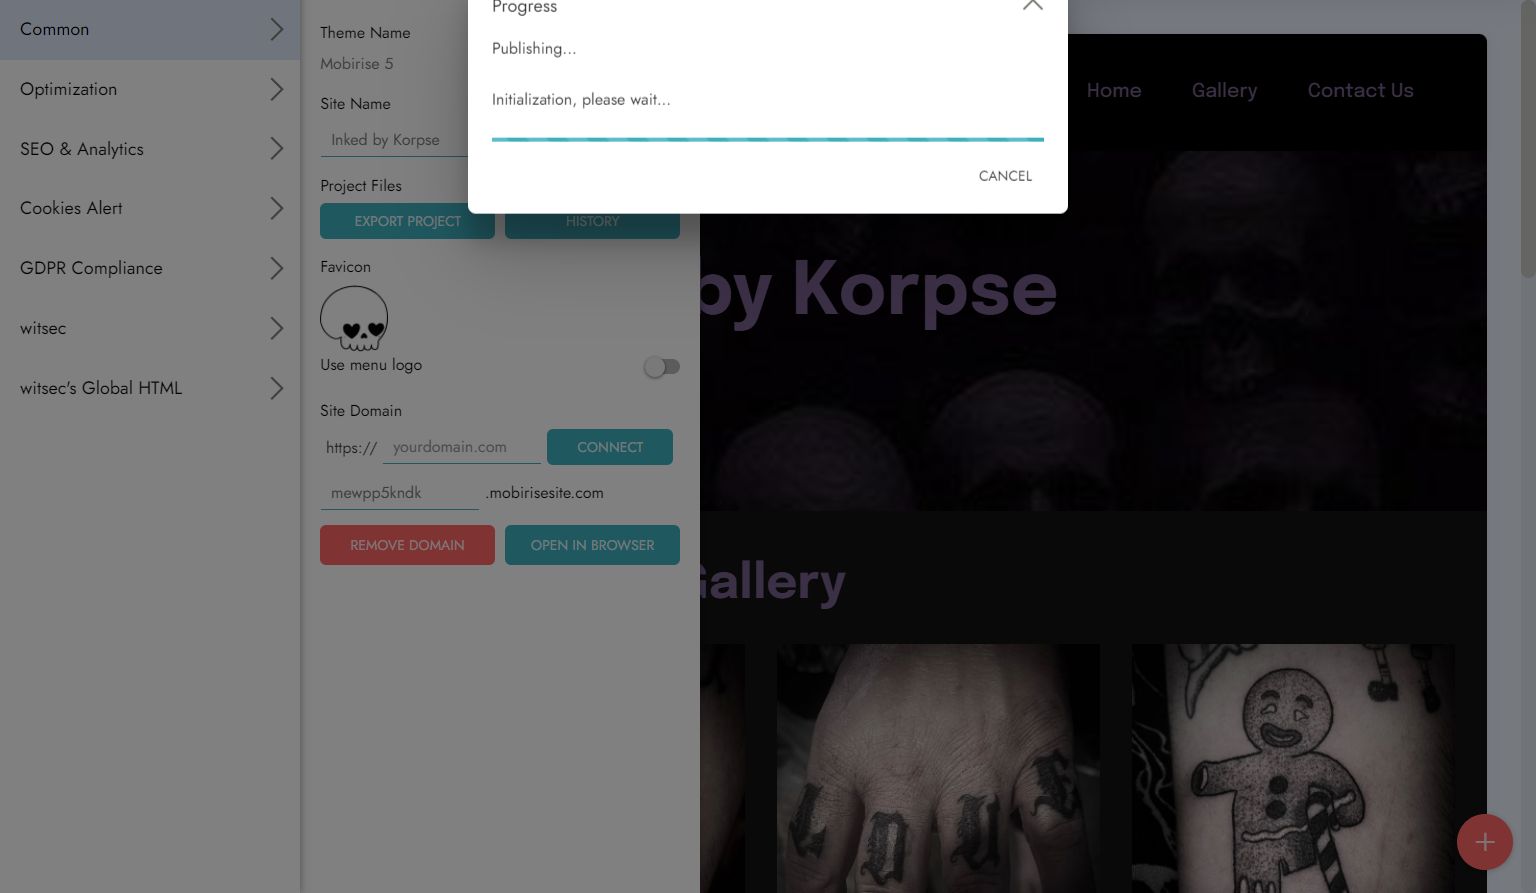 Common
Optimization
SEO & Analytics
Cookies Alert
GDPR Compliance
witsec
witsec's Global HTML
Theme Name
Mobirise 5
Site Name
Inked by Korpse
Project Files
EXPORT PROJECT
HISTORY
Favicon
Use menu logo
Site Domain
https://
yourdomain.com
CONNECT
mewpp5kndk
.mobirisesite.com
REMOVE DOMAIN
OPEN IN BROWSER
Progress
Publishing...
Initialization, please wait...
CANCEL
Home
Gallery
Contact Us
by Korpse
Gallery